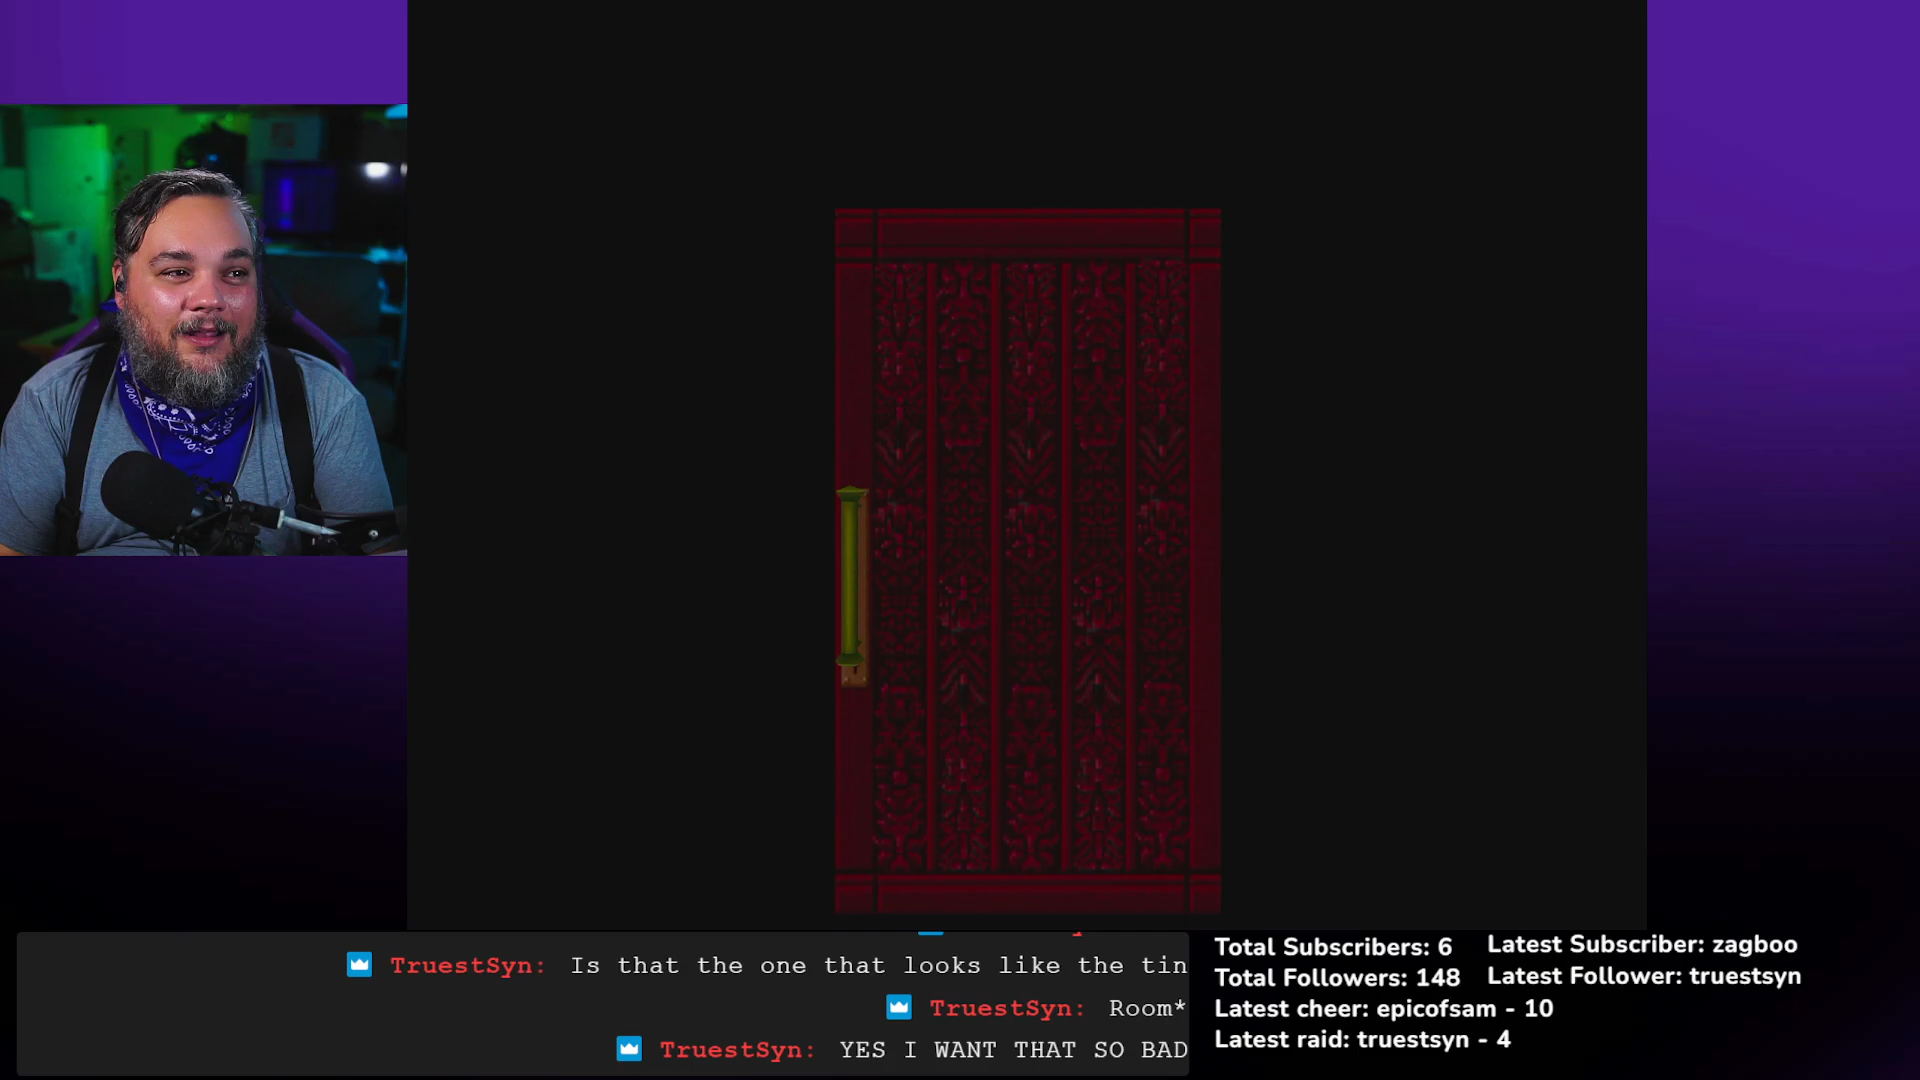 TruestSyn: Is that the one that looks like the tin
TruestSyn: Room*
TruestSyn: YES I WANT THAT SO BAD
Total Subscribers: 6
Latest Subscriber: zagboo
Total Followers: 148
Latest Follower: truestsyn
Latest cheer: epicofsam - 10
Latest raid: truestsyn - 4